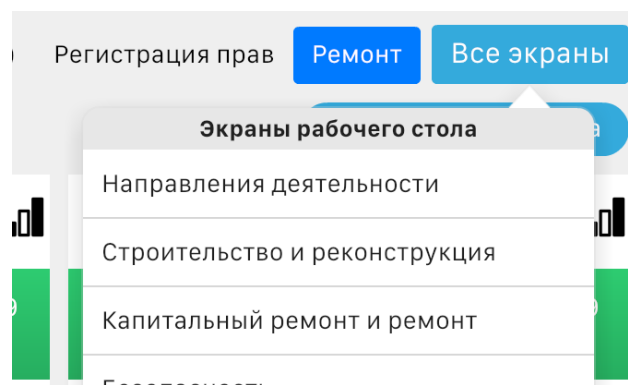 Регистрация прав Ремонт Все экраны
Экраны рабочего стола
Направления деятельности
Строительство и реконструкция
Капитальный ремонт и ремонт